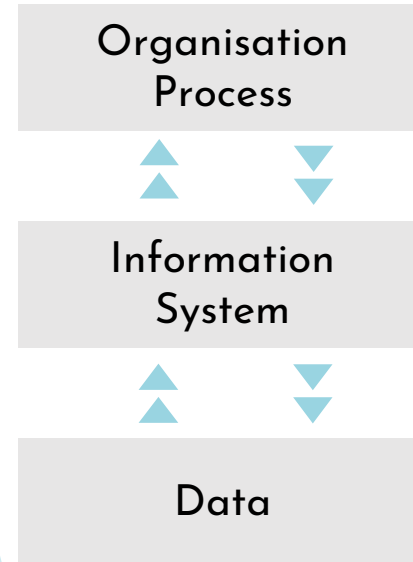 Organisation
Process
Information
System
Data